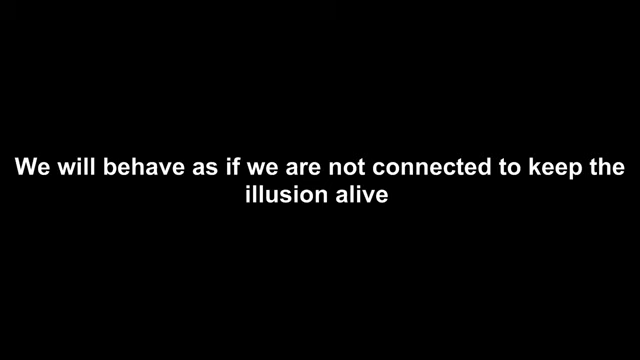 We will behave as if we are not connected to keep the
illusion alive